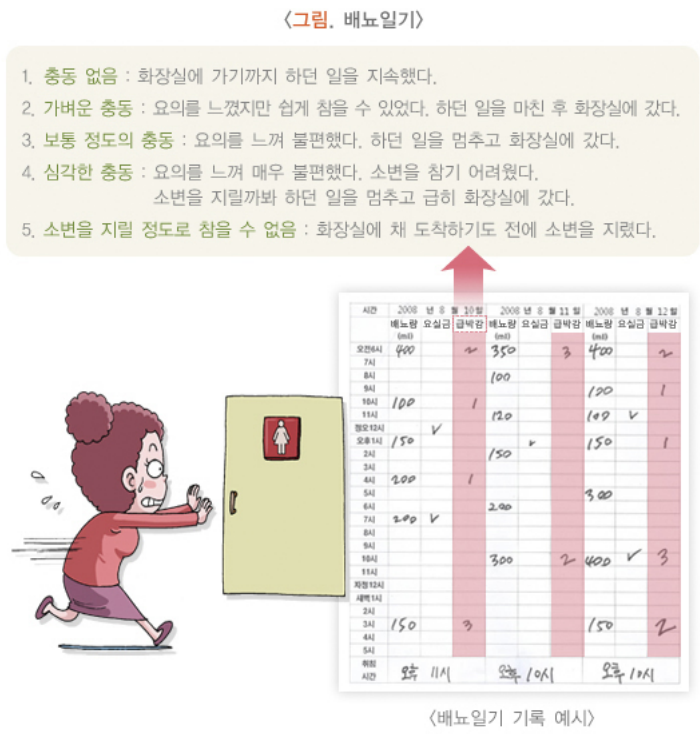 <그림. 배뇨일기>
1. 충동 없음 : 화장실에 가기까지 하던 일을 지속했다.
2. 가벼운 충동 : 요의를 느꼈지만 쉽게 참을 수 있었다. 하던 일을 마친 후 화장실에 갔다.
3. 보통 정도의 충동 : 요의를 느껴 불편했다. 하던 일을 멈추고 화장실에 갔다.
4. 심각한 충동 : 요의를 느껴 매우 불편했다. 소변을 참기 어려웠다.
소변을 지릴까봐 하던 일을 멈추고 급히 화장실에 갔다.
5. 소변을 지릴 정도로 참을 수 없음 : 화장실에 채 도착하기도 전에 소변을 지렸다.
시간 2008 년 8 월 10일 2008 년 8 월 11일 2008 년 8 월 12일
배뇨량 요실금 급박감 배뇨량 요실금 급박감 배뇨량 요실금 급박감
(ml) (ml) (ml)
오전6시 400 2 350 3 400 2
7시
8시 100
9시 100 1
10시 100 1
11시 120 100 ✓
정오12시 ✓
오후1시 150 ✓ 150 1
2시 150
3시
4시 200 1
5시 300
6시 200
7시 200 ✓
8시
9시
10시 300 2 400 ✓ 3
11시
자정12시
새벽1시
2시
3시 150 3 150 2
4시
5시
취침
시간 오후 11시 오후 10시 오후 10시
<배뇨일기 기록 예시>